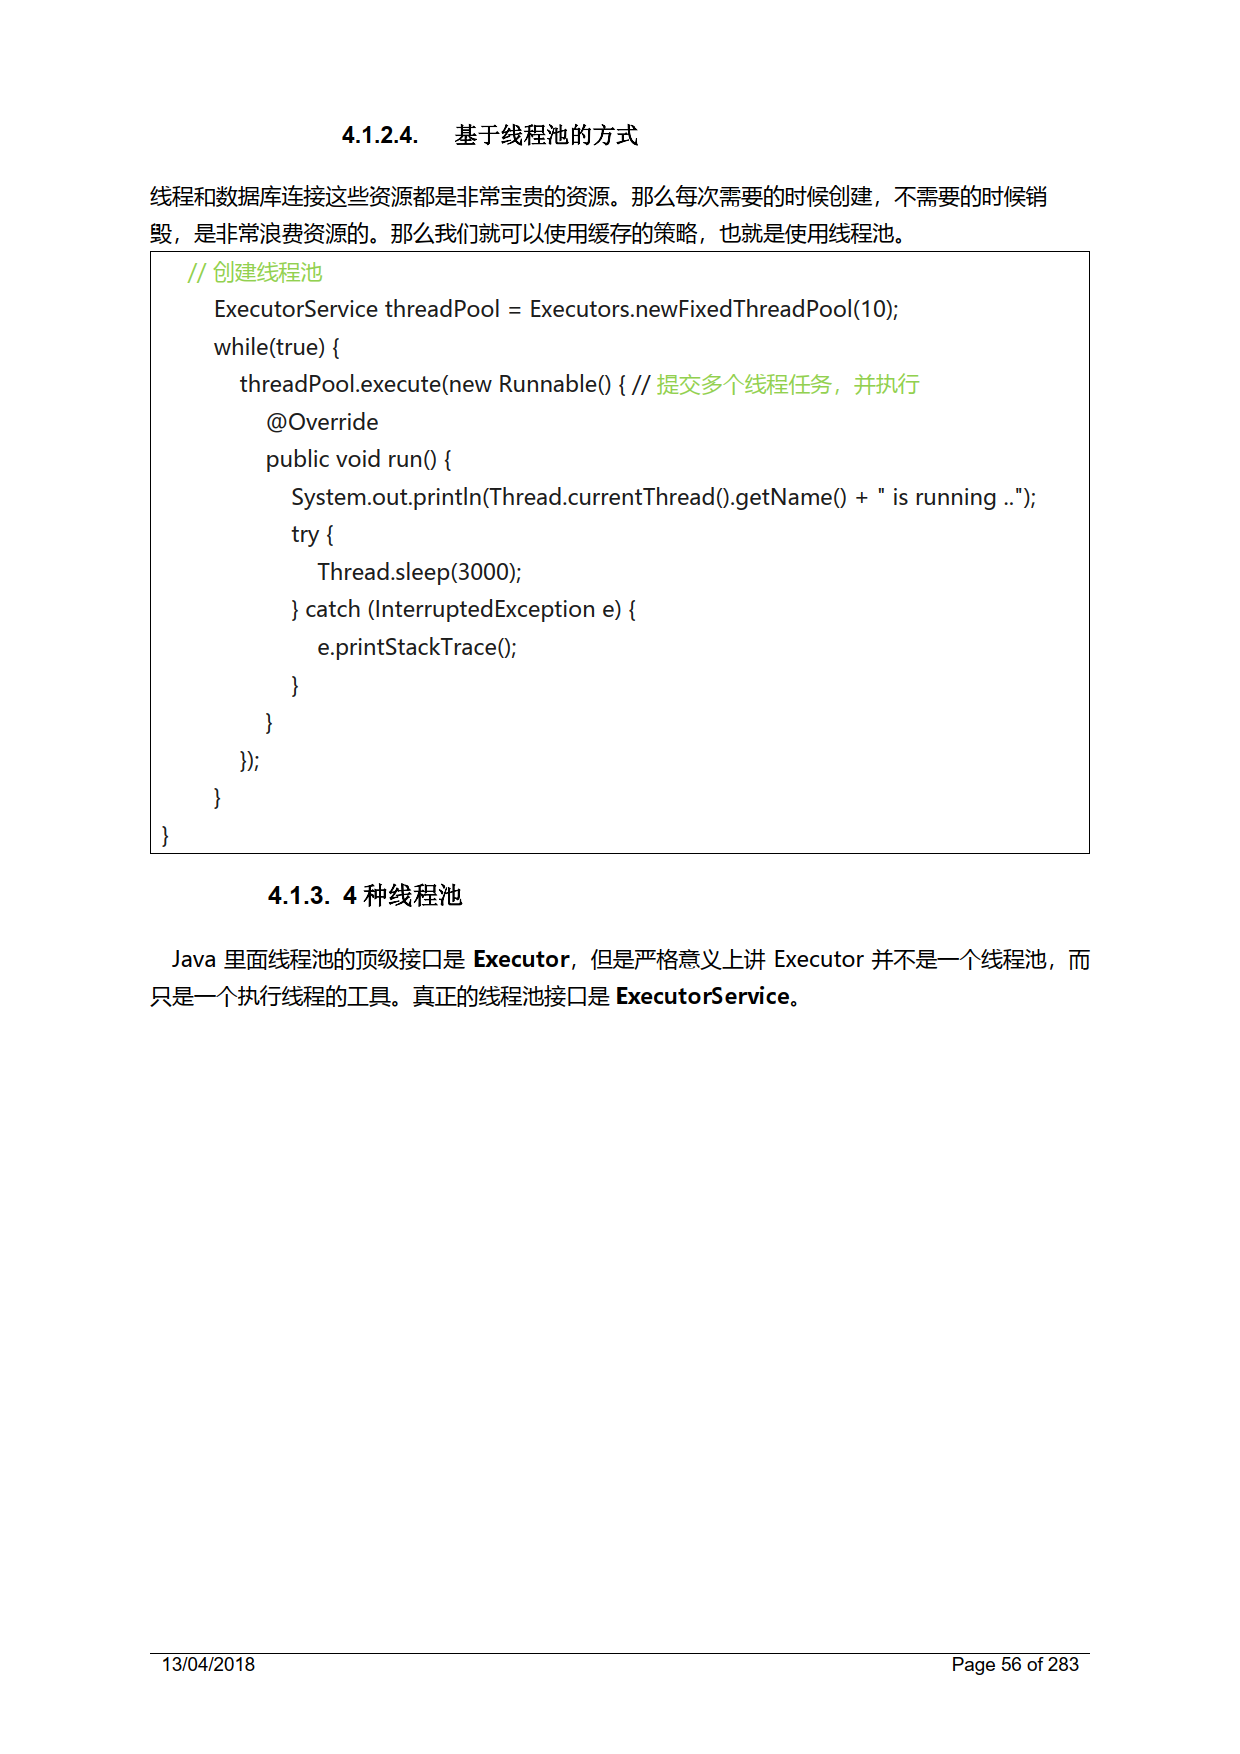 4.1.2.4. 基于线程池的方式
线程和数据库连接这些资源都是非常宝贵的资源。那么每次需要的时候创建，不需要的时候销
毁，是非常浪费资源的。那么我们就可以使用缓存的策略，也就是使用线程池。
// 创建线程池
ExecutorService threadPool = Executors.newFixedThreadPool(10);
while(true) {
threadPool.execute(new Runnable() { // 提交多个线程任务，并执行
@Override
public void run() {
System.out.println(Thread.currentThread().getName() + " is running ..");
try {
Thread.sleep(3000);
} catch (InterruptedException e) {
e.printStackTrace();
}
}
});
}
}
4.1.3. 4 种线程池
Java 里面线程池的顶级接口是 Executor，但是严格意义上讲 Executor 并不是一个线程池，而
只是一个执行线程的工具。真正的线程池接口是 ExecutorService。
13/04/2018 Page 56 of 283